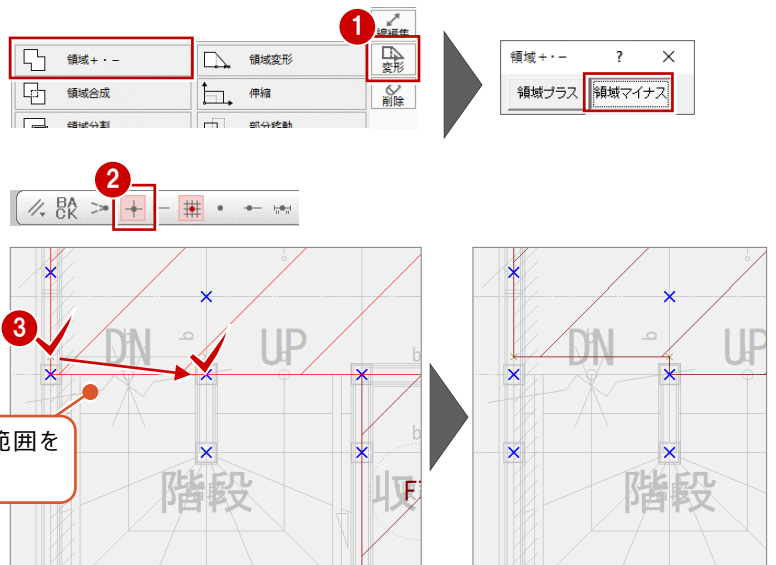 1
線編集
領域+・−
領域変形
変形
領域合成
伸縮
削除
領域分割
部分移動
領域+・− ? ×
領域プラス 領域マイナス
2
BA
CK
3
DN b UP
b
b
範囲を
階段
収
F
DN b UP
階段